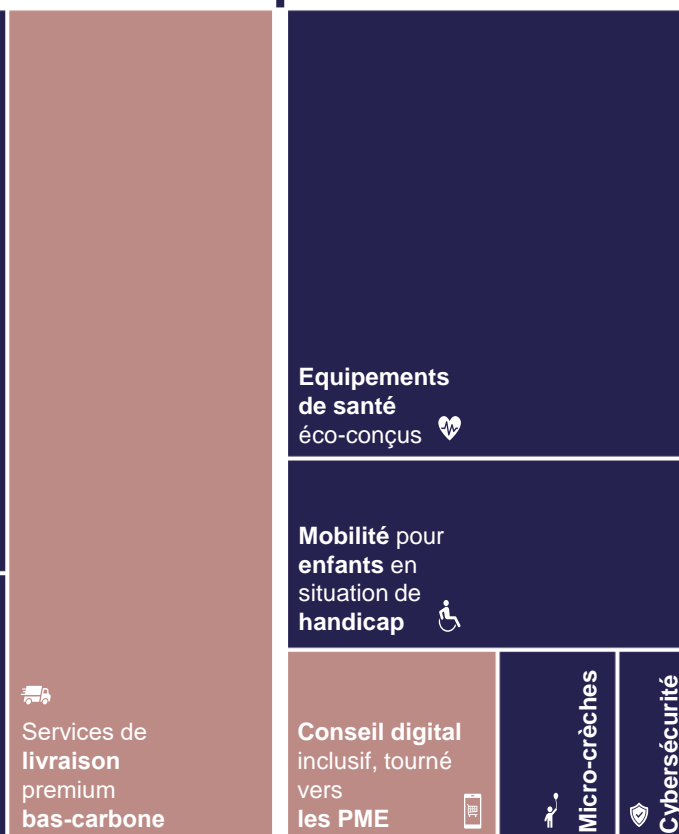 Equipements
de santé
éco-conçus
Mobilité pour
enfants en
situation de
handicap
Services de
livraison
premium
bas-carbone
Conseil digital
inclusif, tourné
vers
les PME
Micro-crèches
Cybersécurité